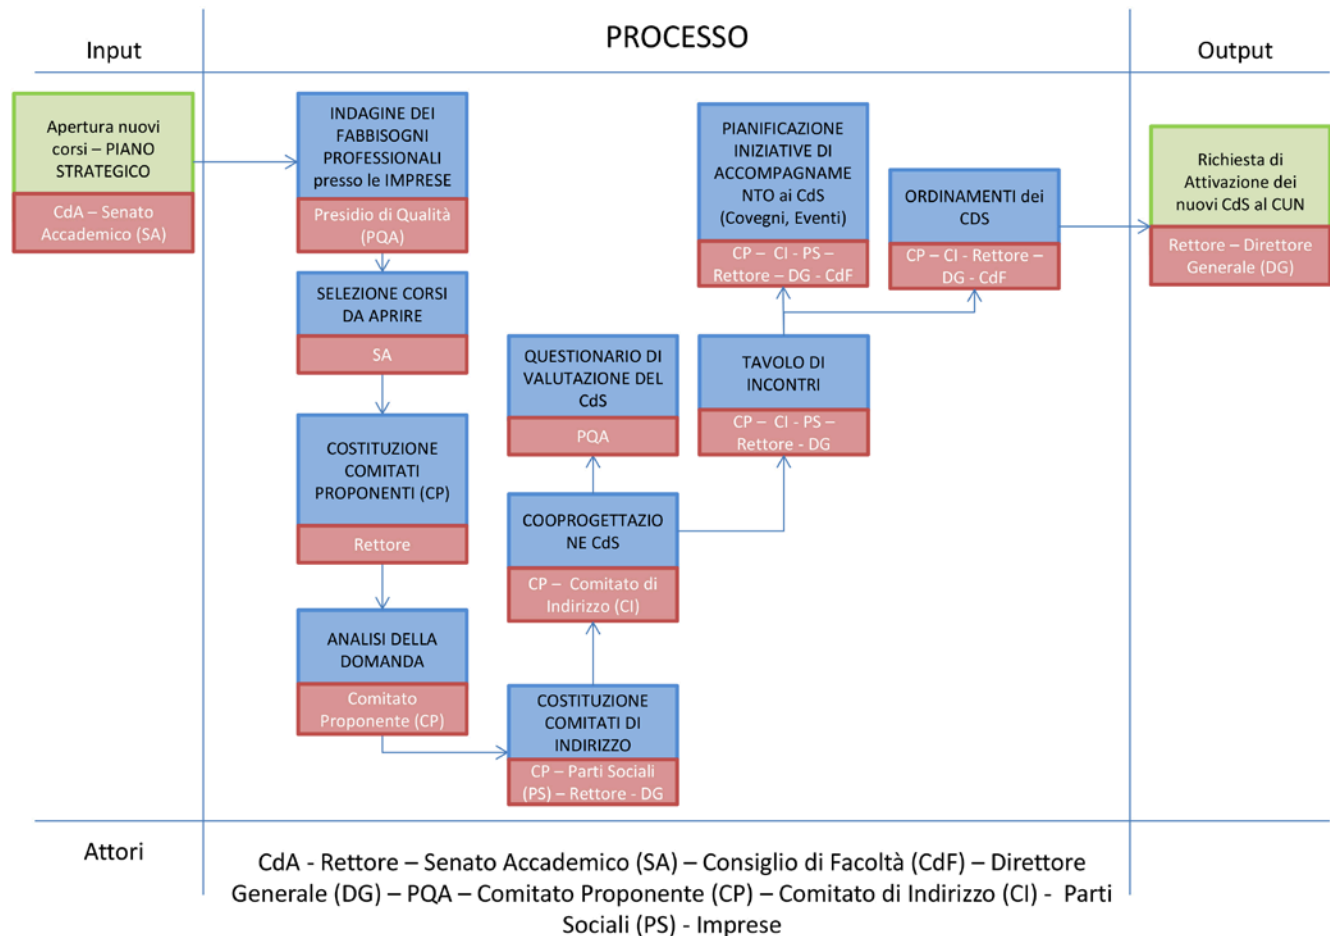 Input
PROCESSO
Output
Apertura nuovi
corsi – PIANO
STRATEGICO
CdA – Senato
Accademico (SA)
INDAGINE DEI
FABBISOGNI
PROFESSIONALI
presso le IMPRESE
Presidio di Qualità
(PQA)
SELEZIONE CORSI
DA APRIRE
SA
COSTITUZIONE
COMITATI
PROPONENTI (CP)
Rettore
ANALISI DELLA
DOMANDA
Comitato
Proponente (CP)
COSTITUZIONE
COMITATI DI
INDIRIZZO
CP – Parti Sociali
(PS) – Rettore - DG
COOPROGETTAZIO
NE CdS
CP – Comitato di
Indirizzo (CI)
QUESTIONARIO DI
VALUTAZIONE DEL
CdS
PQA
TAVOLO DI
INCONTRI
CP – CI - PS –
Rettore - DG
PIANIFICAZIONE
INIZIATIVE DI
ACCOMPAGNAME
NTO ai CdS
(Covegni, Eventi)
CP – CI - PS –
Rettore – DG - CdF
ORDINAMENTI dei
CDS
CP – CI - Rettore –
DG - CdF
Richiesta di
Attivazione dei
nuovi CdS al CUN
Rettore – Direttore
Generale (DG)
Attori
CdA - Rettore – Senato Accademico (SA) – Consiglio di Facoltà (CdF) – Direttore
Generale (DG) – PQA – Comitato Proponente (CP) – Comitato di Indirizzo (CI) - Parti
Sociali (PS) - Imprese